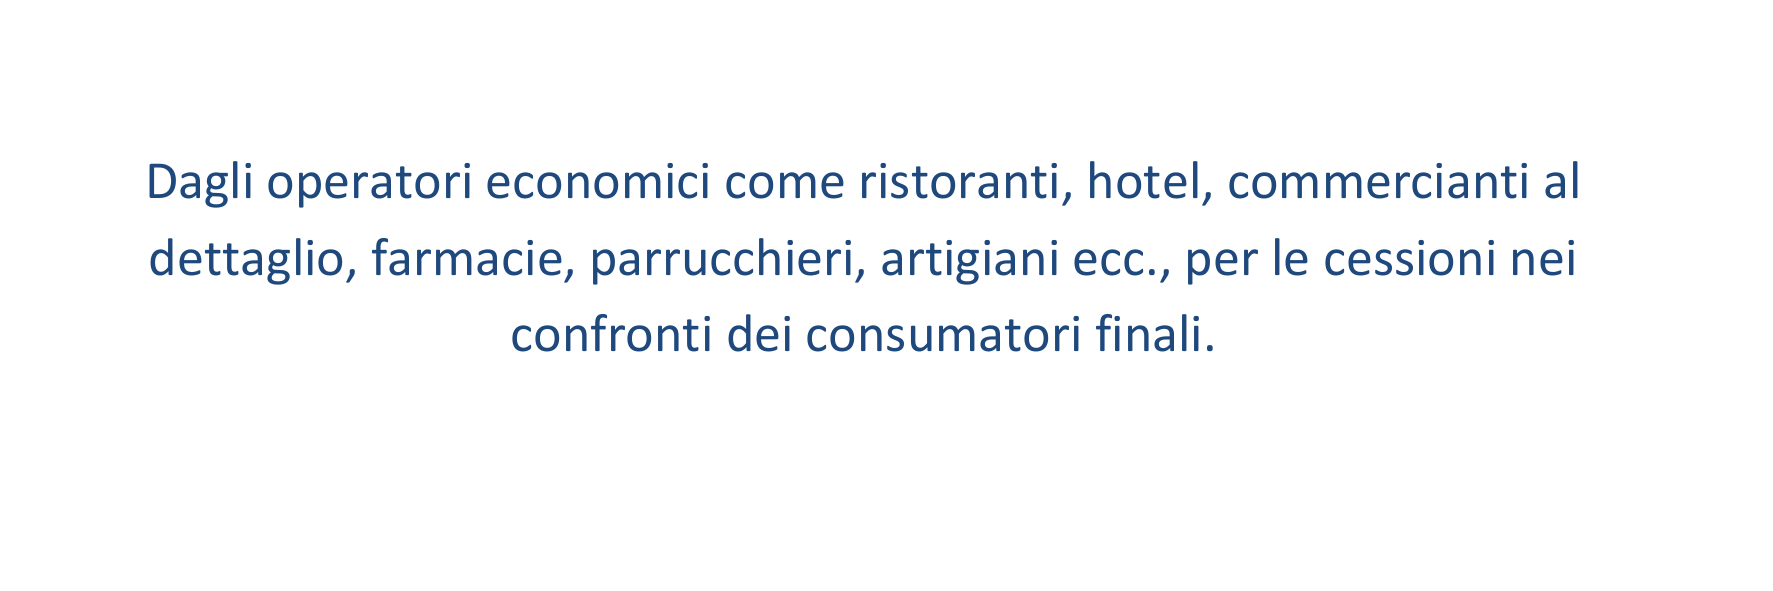 Dagli operatori economici come ristoranti, hotel, commercianti al
dettaglio, farmacie, parrucchieri, artigiani ecc., per le cessioni nei
confronti dei consumatori finali.